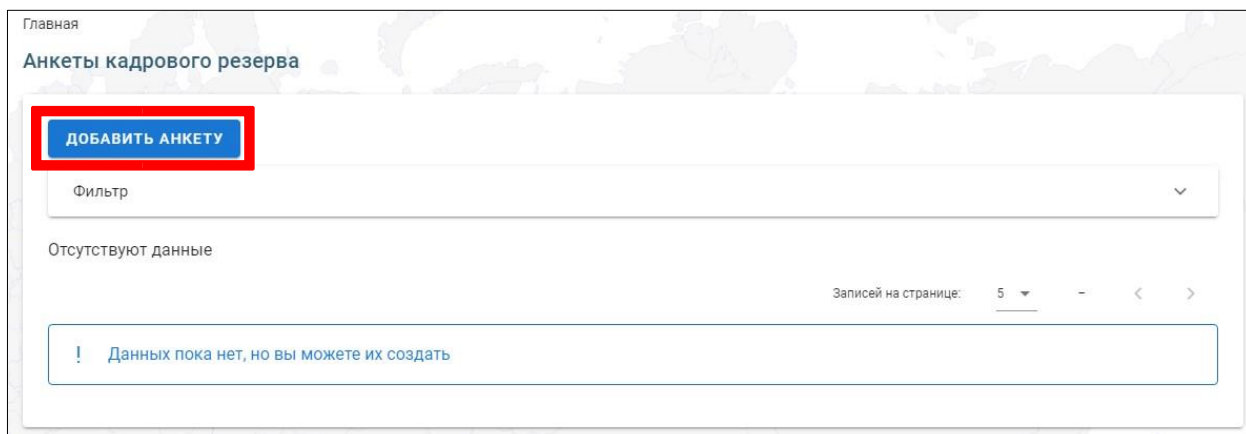 Главная
Анкеты кадрового резерва
ДОБАВИТЬ АНКЕТУ
Фильтр
Отсутствуют данные
Записей на странице: 5 –
! Данных пока нет, но вы можете их создать